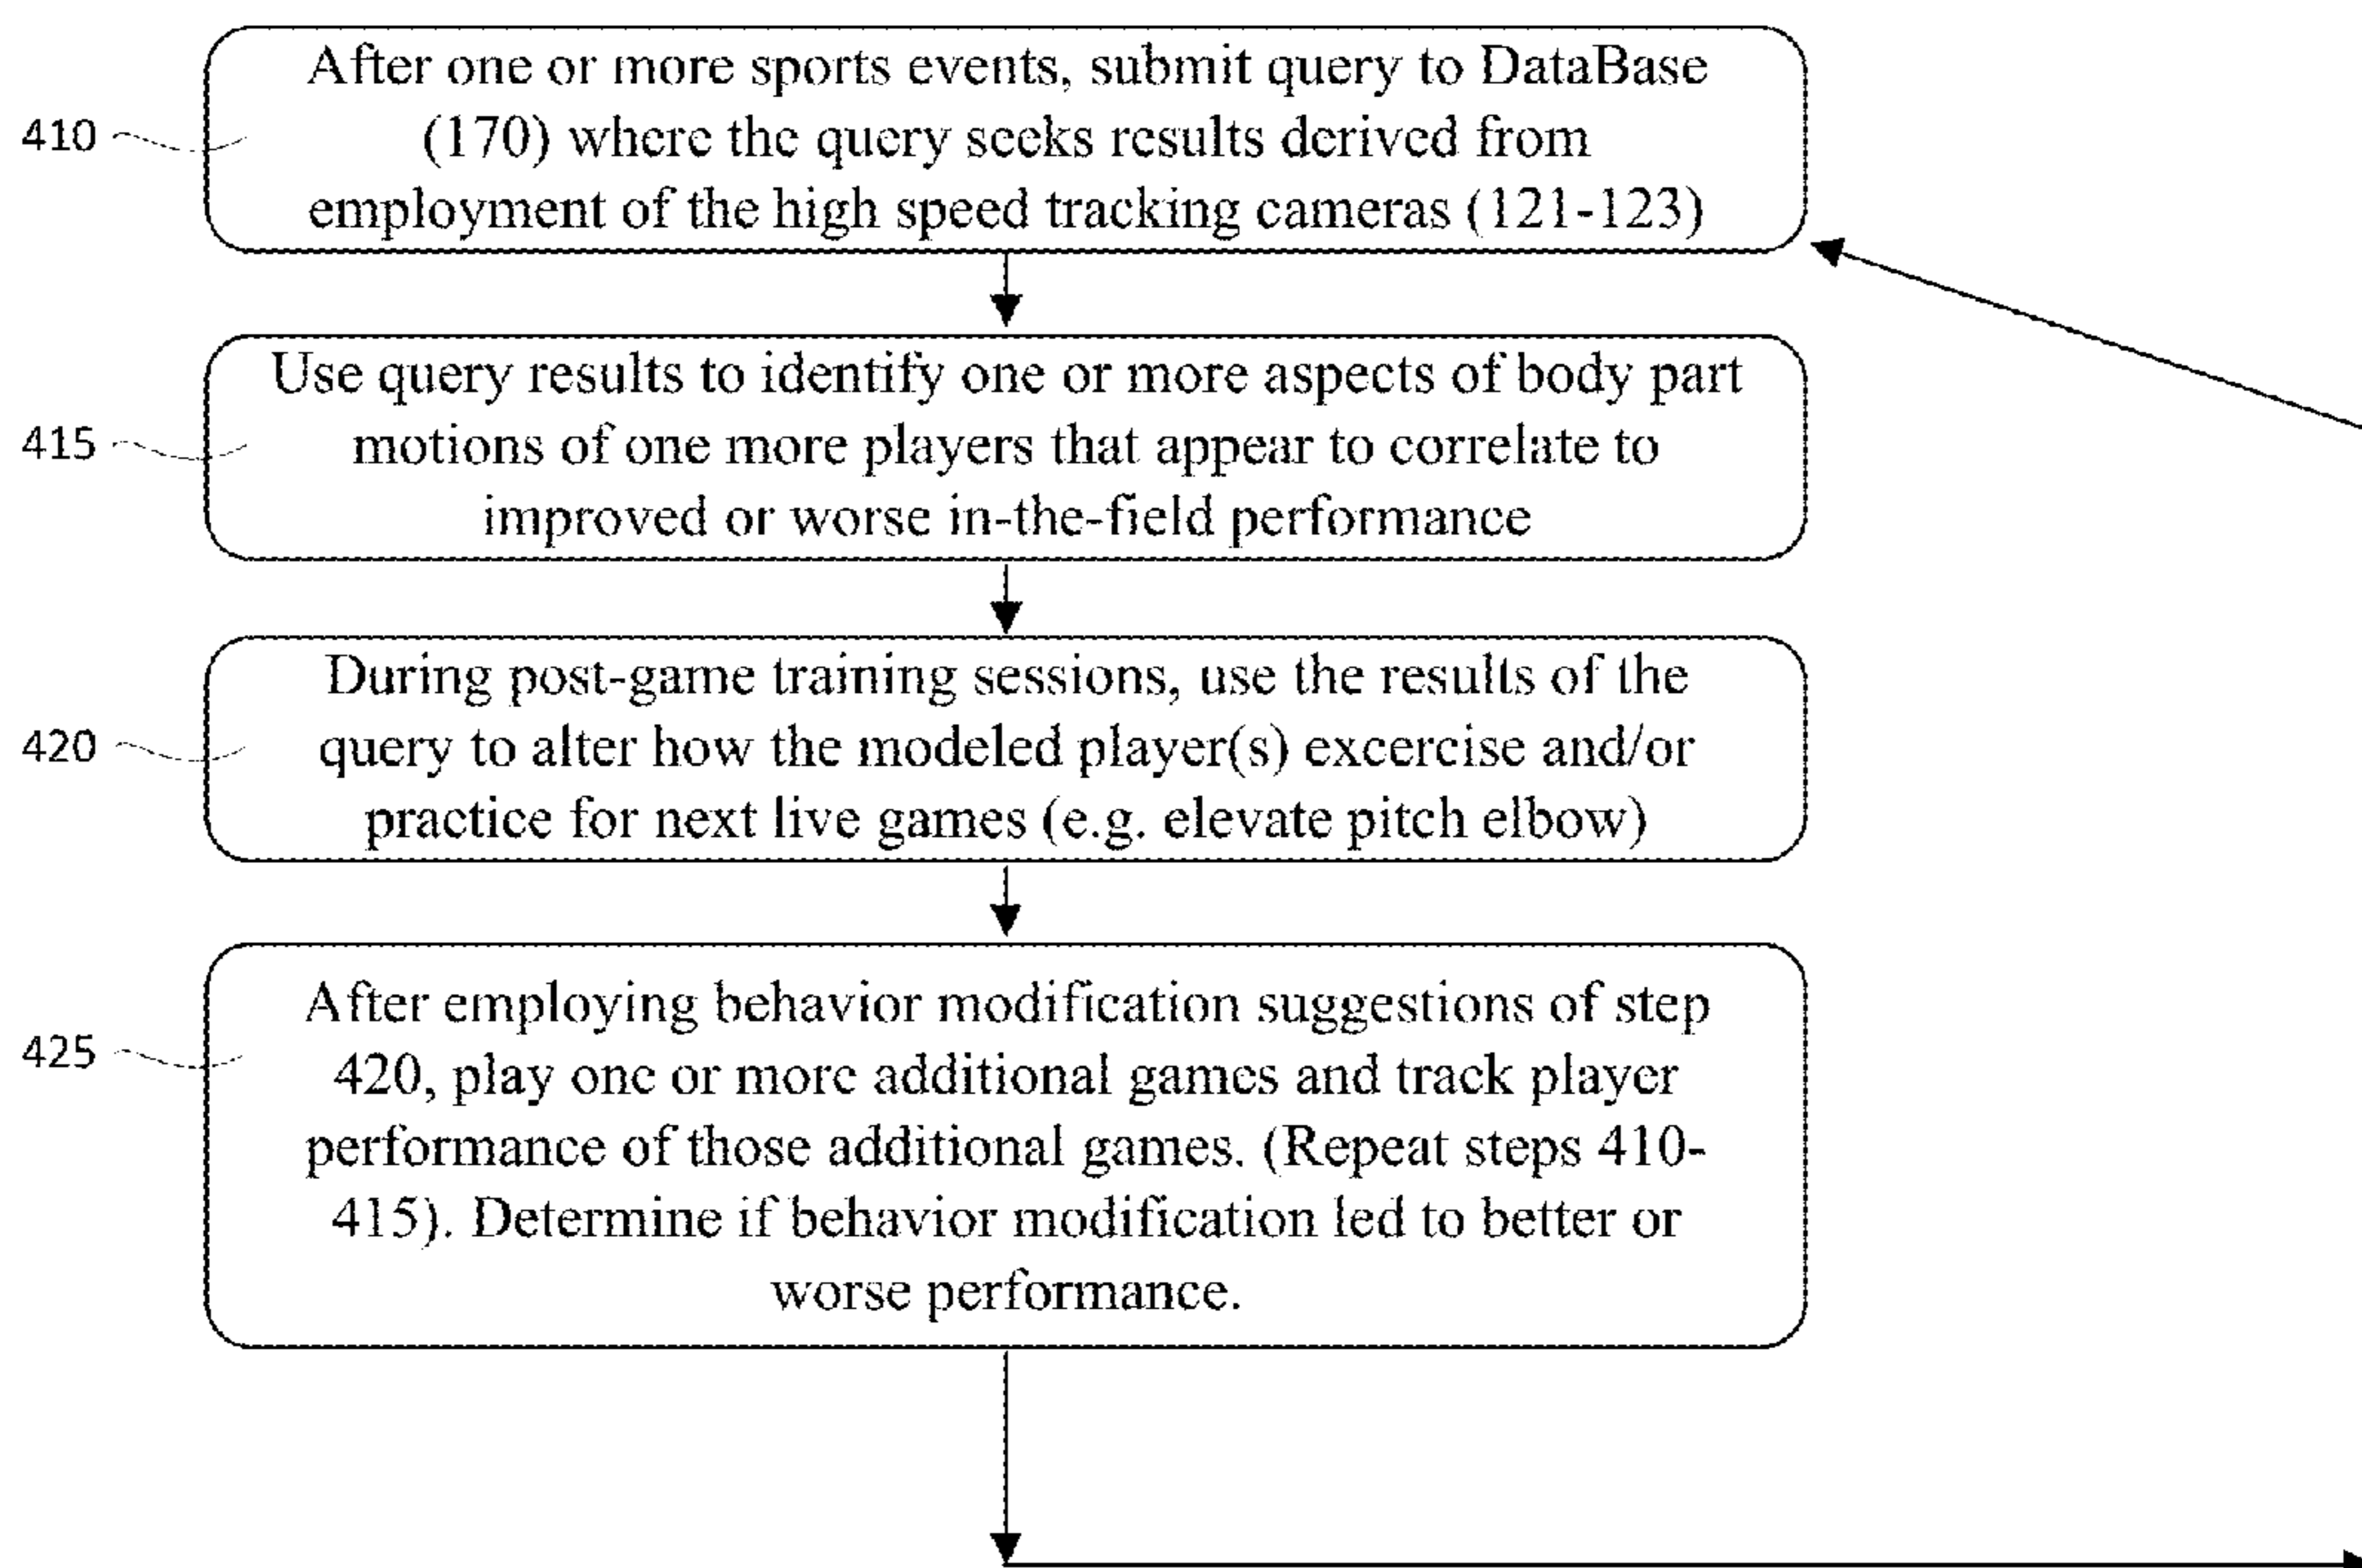 After one or more sports events, submit query to DataBase
410
(170) where the query seeks results derived from
employment of the high speed tracking cameras (121-123)
Use query results to identify one or more aspects of body part
415
motions of one more players that appear to correlate to
improved or worse in-the-field performance
During post-game training sessions, use the results of the
420
query to alter how the modeled player(s) excercise and/or
practice for next live games (e.g. elevate pitch elbow)
After employing behavior modification suggestions of step
425
420, play one or more additional games and track player
performance of those additional games. (Repeat steps 410-
415). Determine if behavior modification led to better or
worse performance.